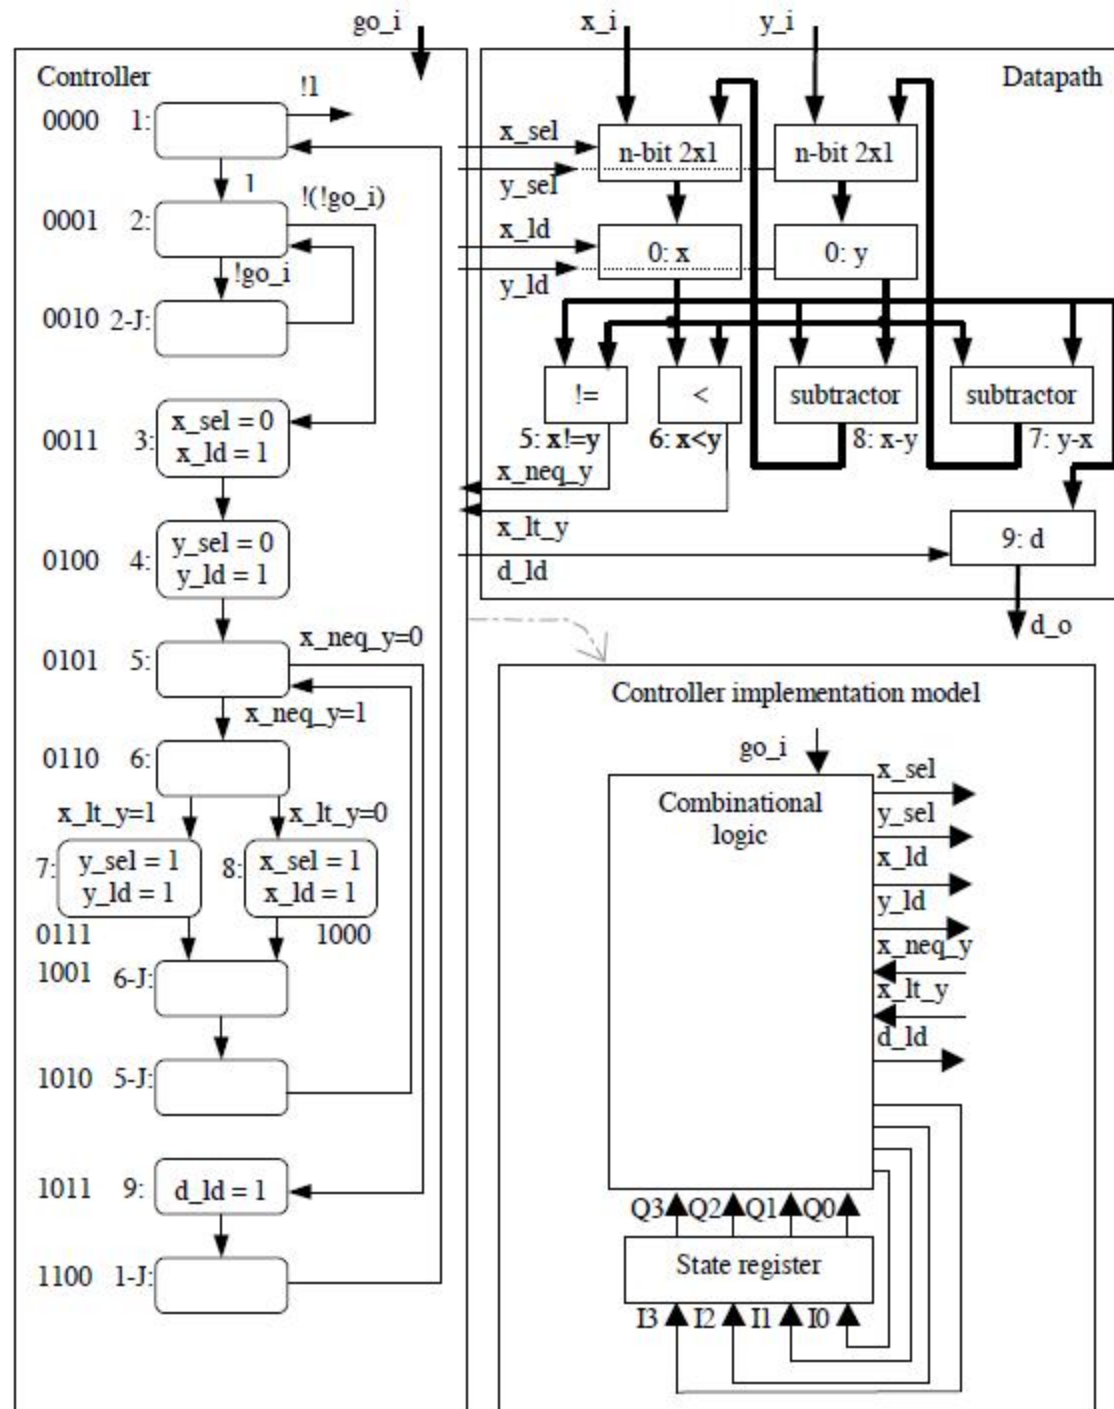 go_i
x_i
y_i
Controller
Datapath
!1
0000 1:
1
0001 2:
!(!go_i)
!go_i
0010 2-J:
0011 3:
x_sel = 0
x_ld = 1
0100 4:
y_sel = 0
y_ld = 1
0101 5:
x_neq_y=0
x_neq_y=1
0110 6:
x_lt_y=1
x_lt_y=0
7:
y_sel = 1
y_ld = 1
0111
8:
x_sel = 1
x_ld = 1
1000
1001 6-J:
1010 5-J:
1011 9:
d_ld = 1
1100 1-J:
x_sel
y_sel
n-bit 2x1
n-bit 2x1
x_ld
y_ld
0: x
0: y
!=
<
subtractor
subtractor
5: x!=y
6: x<y
8: x-y
7: y-x
x_neq_y
x_lt_y
d_ld
9: d
d_o
Controller implementation model
go_i
Combinational
logic
x_sel
y_sel
x_ld
y_ld
x_neq_y
x_lt_y
d_ld
Q3 Q2 Q1 Q0
State register
I3 I2 I1 I0